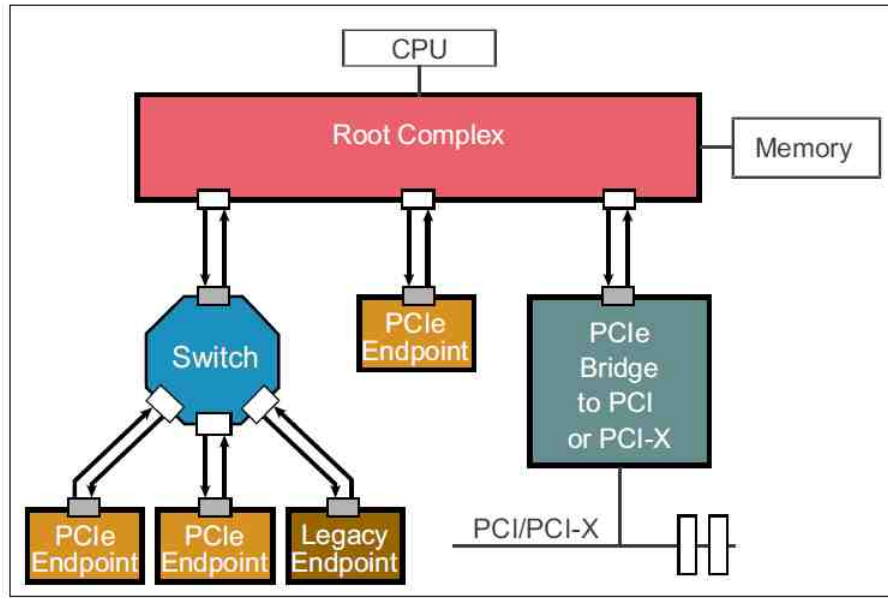 CPU
Root Complex
Memory
Switch
PCIe
Endpoint
PCIe
Bridge
to PCI
or PCI-X
PCIe
Endpoint
PCIe
Endpoint
Legacy
Endpoint
PCI/PCI-X